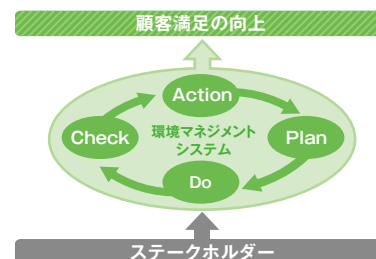 顧客満足の向上
Action
Check
環境マネジメント
システム
Plan
Do
ステークホルダー